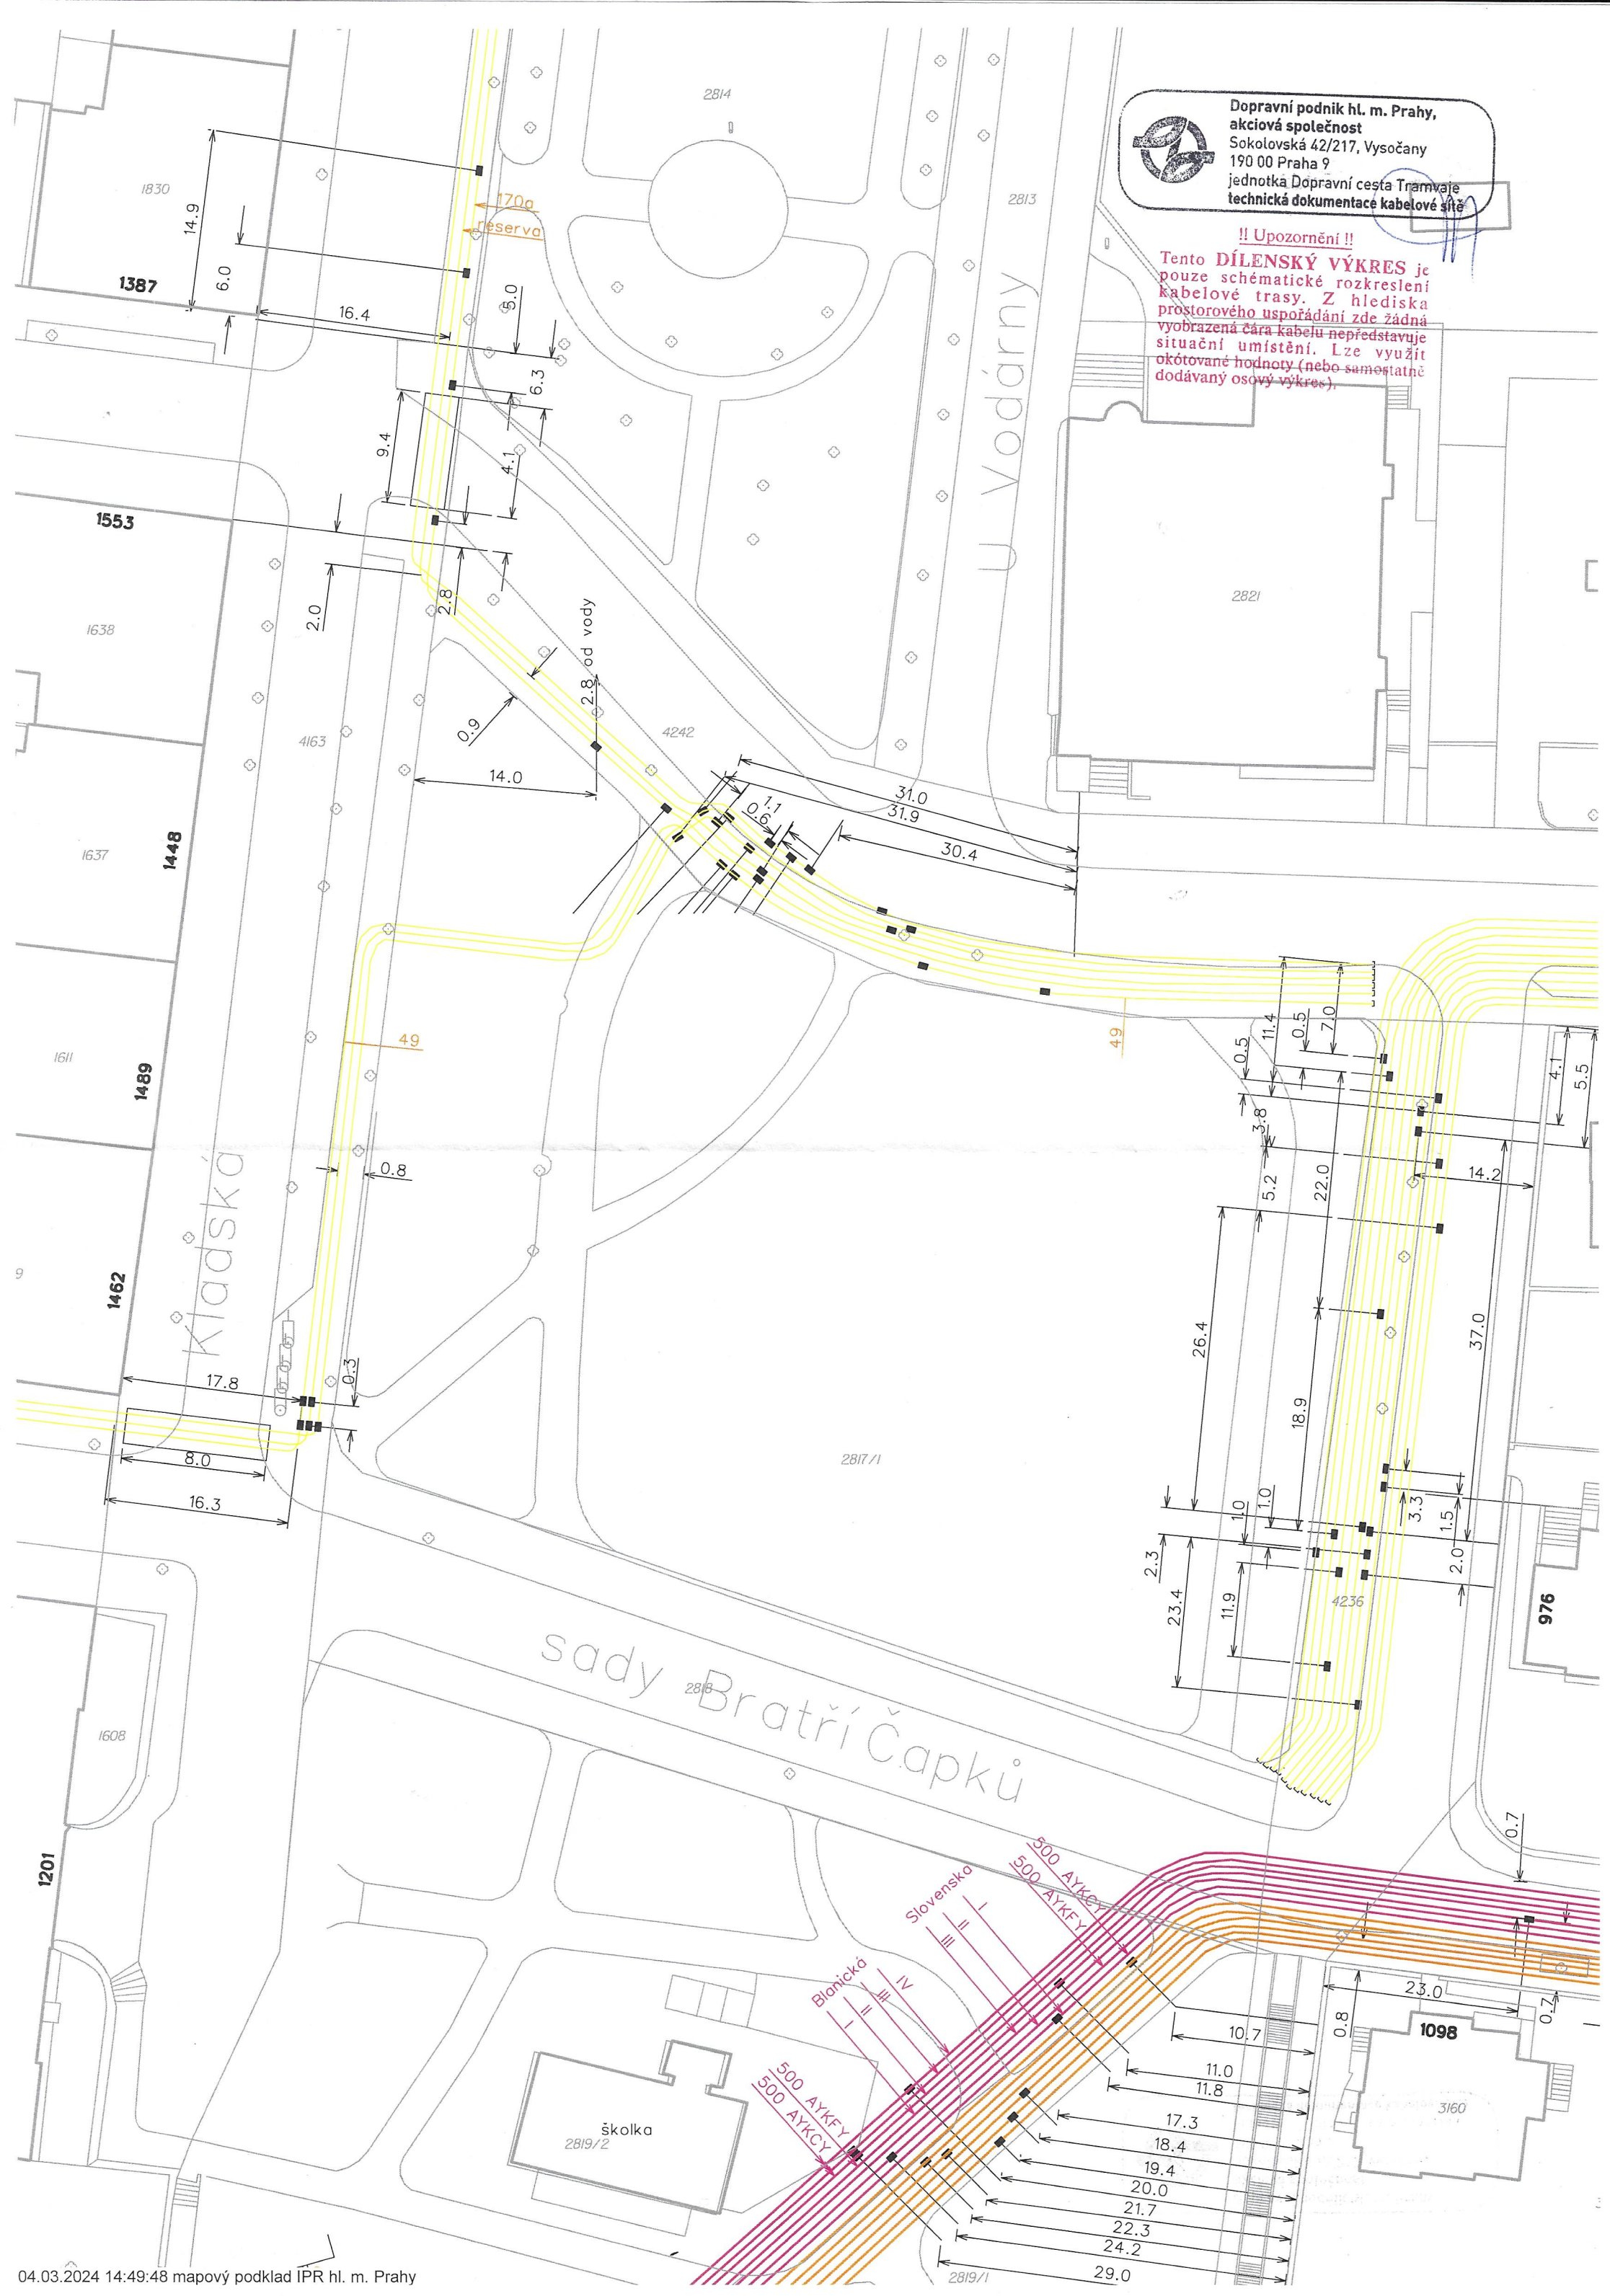 Dopravní podnik hl. m. Prahy,
akciová společnost
Sokolovská 42/217, Vysočany
190 00 Praha 9
jednotka Dopravní cesta Tramvaje
technická dokumentace kabelové sítě
!! Upozornění !!
Tento DÍLENSKÝ VÝKRES je
pouze schématické rozkreslení
kabelové trasy. Z hlediska
prostorového uspořádání zde žádná
vyobrazená čára kabelu nepředstavuje
situační umístění. Lze využít
okótované hodnoty (nebo samostatně
dodávaný osový výkres).
2814
1830
2813
170a
reserva
14.9
6.0
1387
16.4
5.0
6.3
9.4
4.1
U Vodárny
1553
2.0
2.8
2.8 od vody
1638
2821
4163
0.9
4242
14.0
31.0
31.9
30.4
1.1
0.6
1637
1448
49
49
1611
1489
11.4
0.5
7.0
0.5
4.1
5.5
3.8
5.2
22.0
14.2
0.8
Kladská
9
1462
26.4
37.0
18.9
17.8
0.3
8.0
16.3
2817/1
3.3
1.5
1.0
1.0
2.3
2.0
23.4
11.9
4236
976
sady Bratří Čapků
2818
1608
1201
0.7
500 AYKCY
500 AYKFY
Slovenska
I
II
III
Blanická
I
II
III
IV
500 AYKFY
500 AYKCY
23.0
0.8
0.7
1098
10.7
11.0
11.8
17.3
18.4
19.4
20.0
21.7
22.3
24.2
29.0
3160
školka
2819/2
2819/1
04.03.2024 14:49:48 mapový podklad IPR hl. m. Prahy